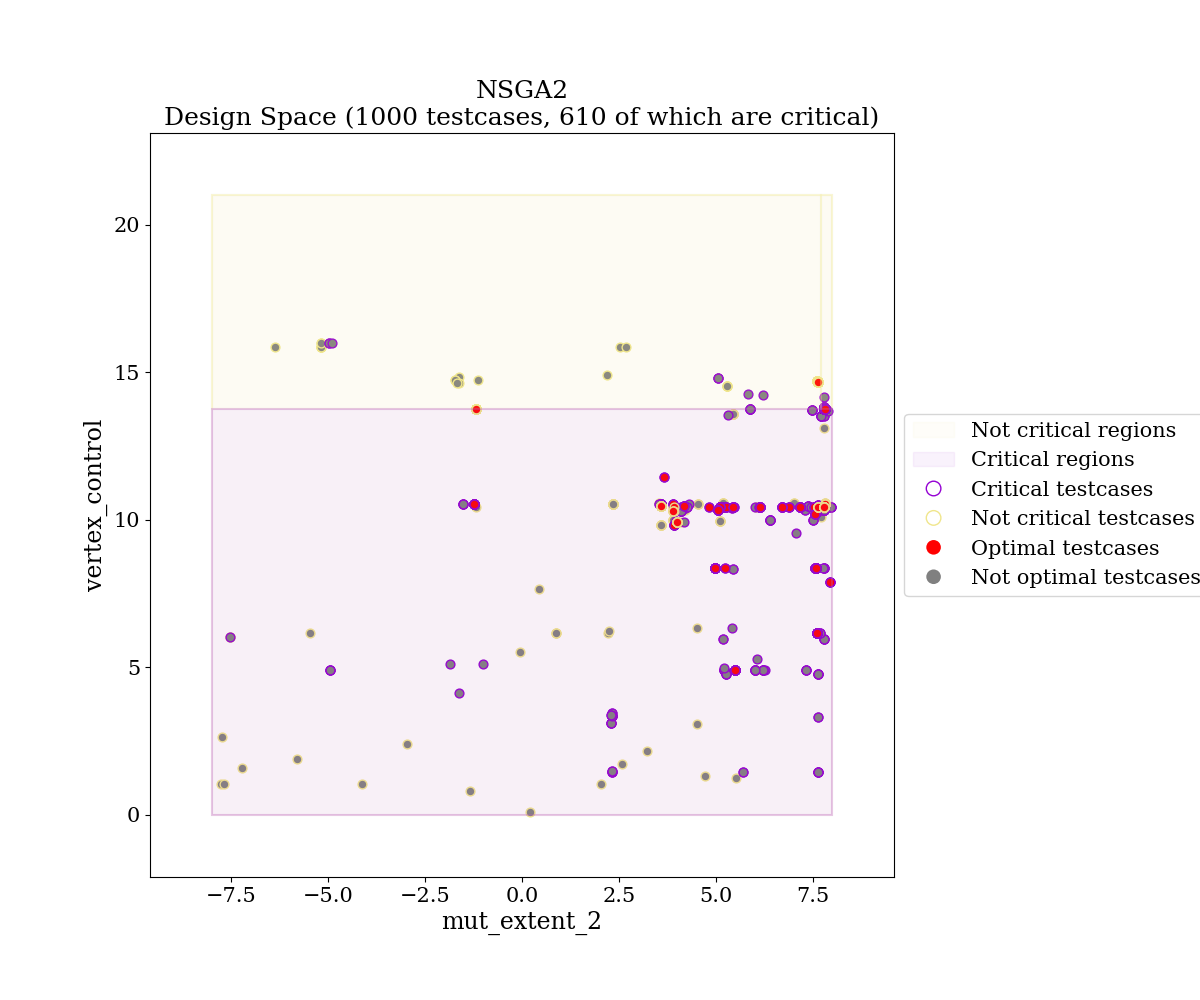 NSGA2
Design Space (1000 testcases, 610 of which are critical)
20
15
10
5
0
vertex_control
−7.5
−5.0
−2.5
0.0
2.5
5.0
7.5
mut_extent_2
Not critical regions
Critical regions
Critical testcases
Not critical testcases
Optimal testcases
Not optimal testcases